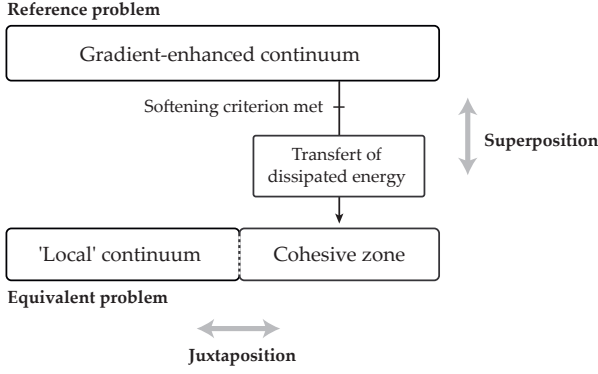 Reference problem
Gradient-enhanced continuum
Softening criterion met
Superposition
Transfert of
dissipated energy
'Local' continuum
Cohesive zone
Equivalent problem
Juxtaposition